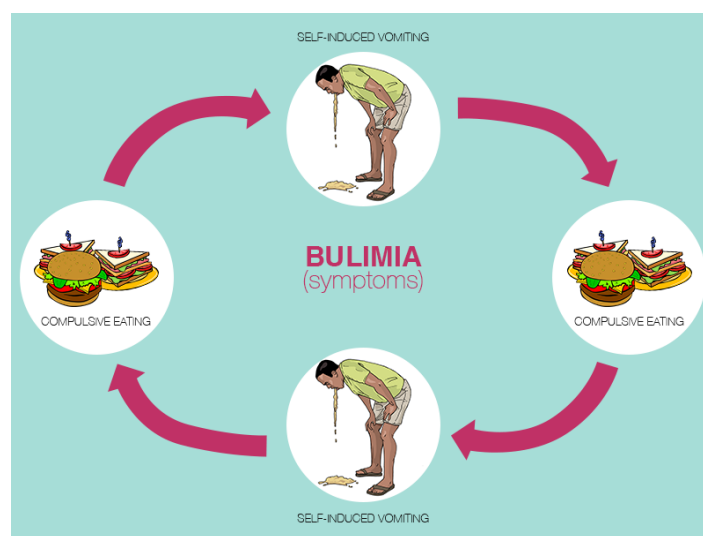 SELF-INDUCED VOMITING
BULIMIA
(symptoms)
COMPULSIVE EATING
COMPULSIVE EATING
SELF-INDUCED VOMITING